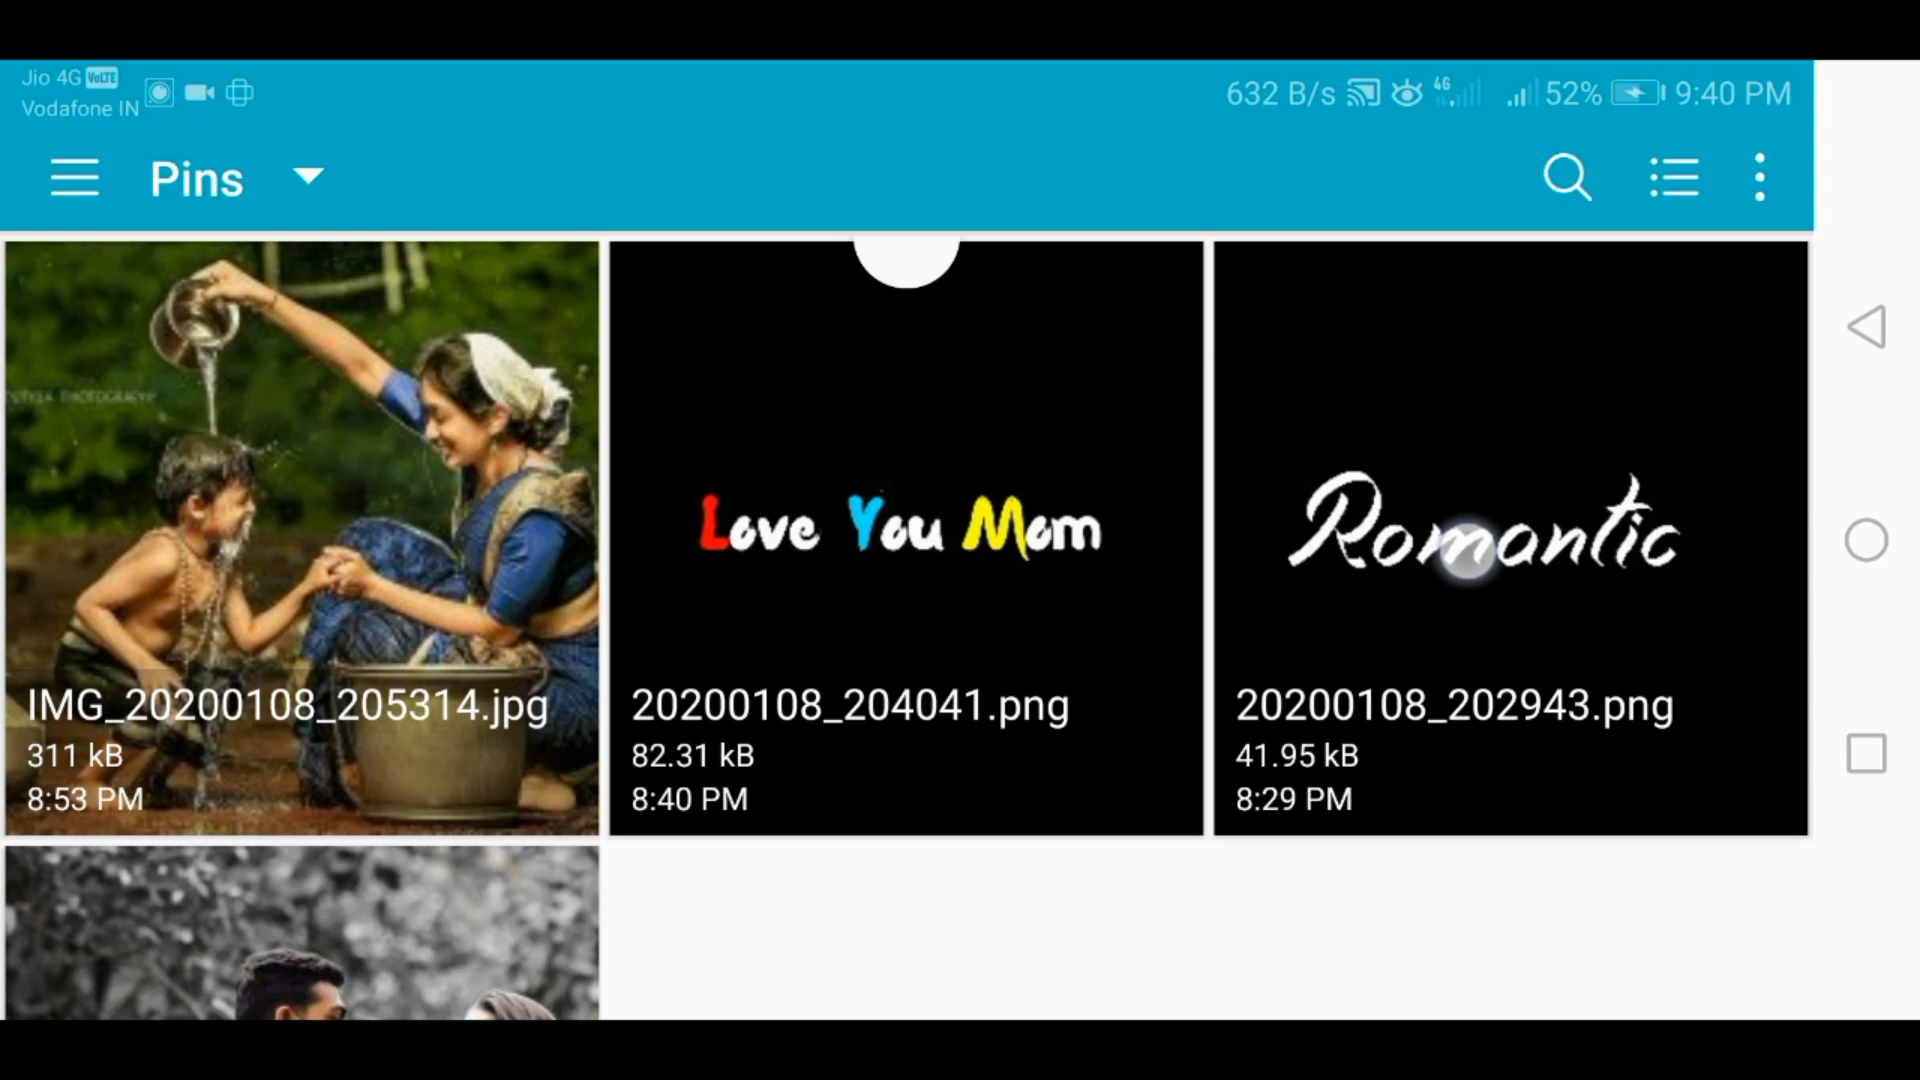 Jio 4G VoLTE
Vodafone IN
632 B/s 4G 52% 9:40 PM
Pins
PHOTOGRAPHY
Love You Mom
Romantic
IMG_20200108_205314.jpg
311 kB
8:53 PM
20200108_204041.png
82.31 kB
8:40 PM
20200108_202943.png
41.95 kB
8:29 PM